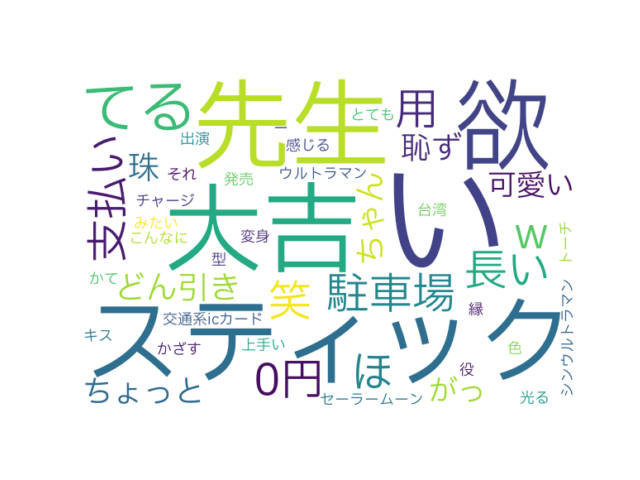 てる
先生
欲
とても
一
用
出演
感じる
恥ず
い
支払い
珠
それ
ウルトラマン
可愛い
発売
チャージ
ちゃん
大吉
台湾
みたい
こんなに
変身
w
トーチ
型
長い
かて
どん引き
笑
駐車場
シンウルトラマン
スティック
交通系icカード
縁
キス
かざす
上手い
色
ほ
0円
役
ちょっと
がっ
セーラームーン
光る